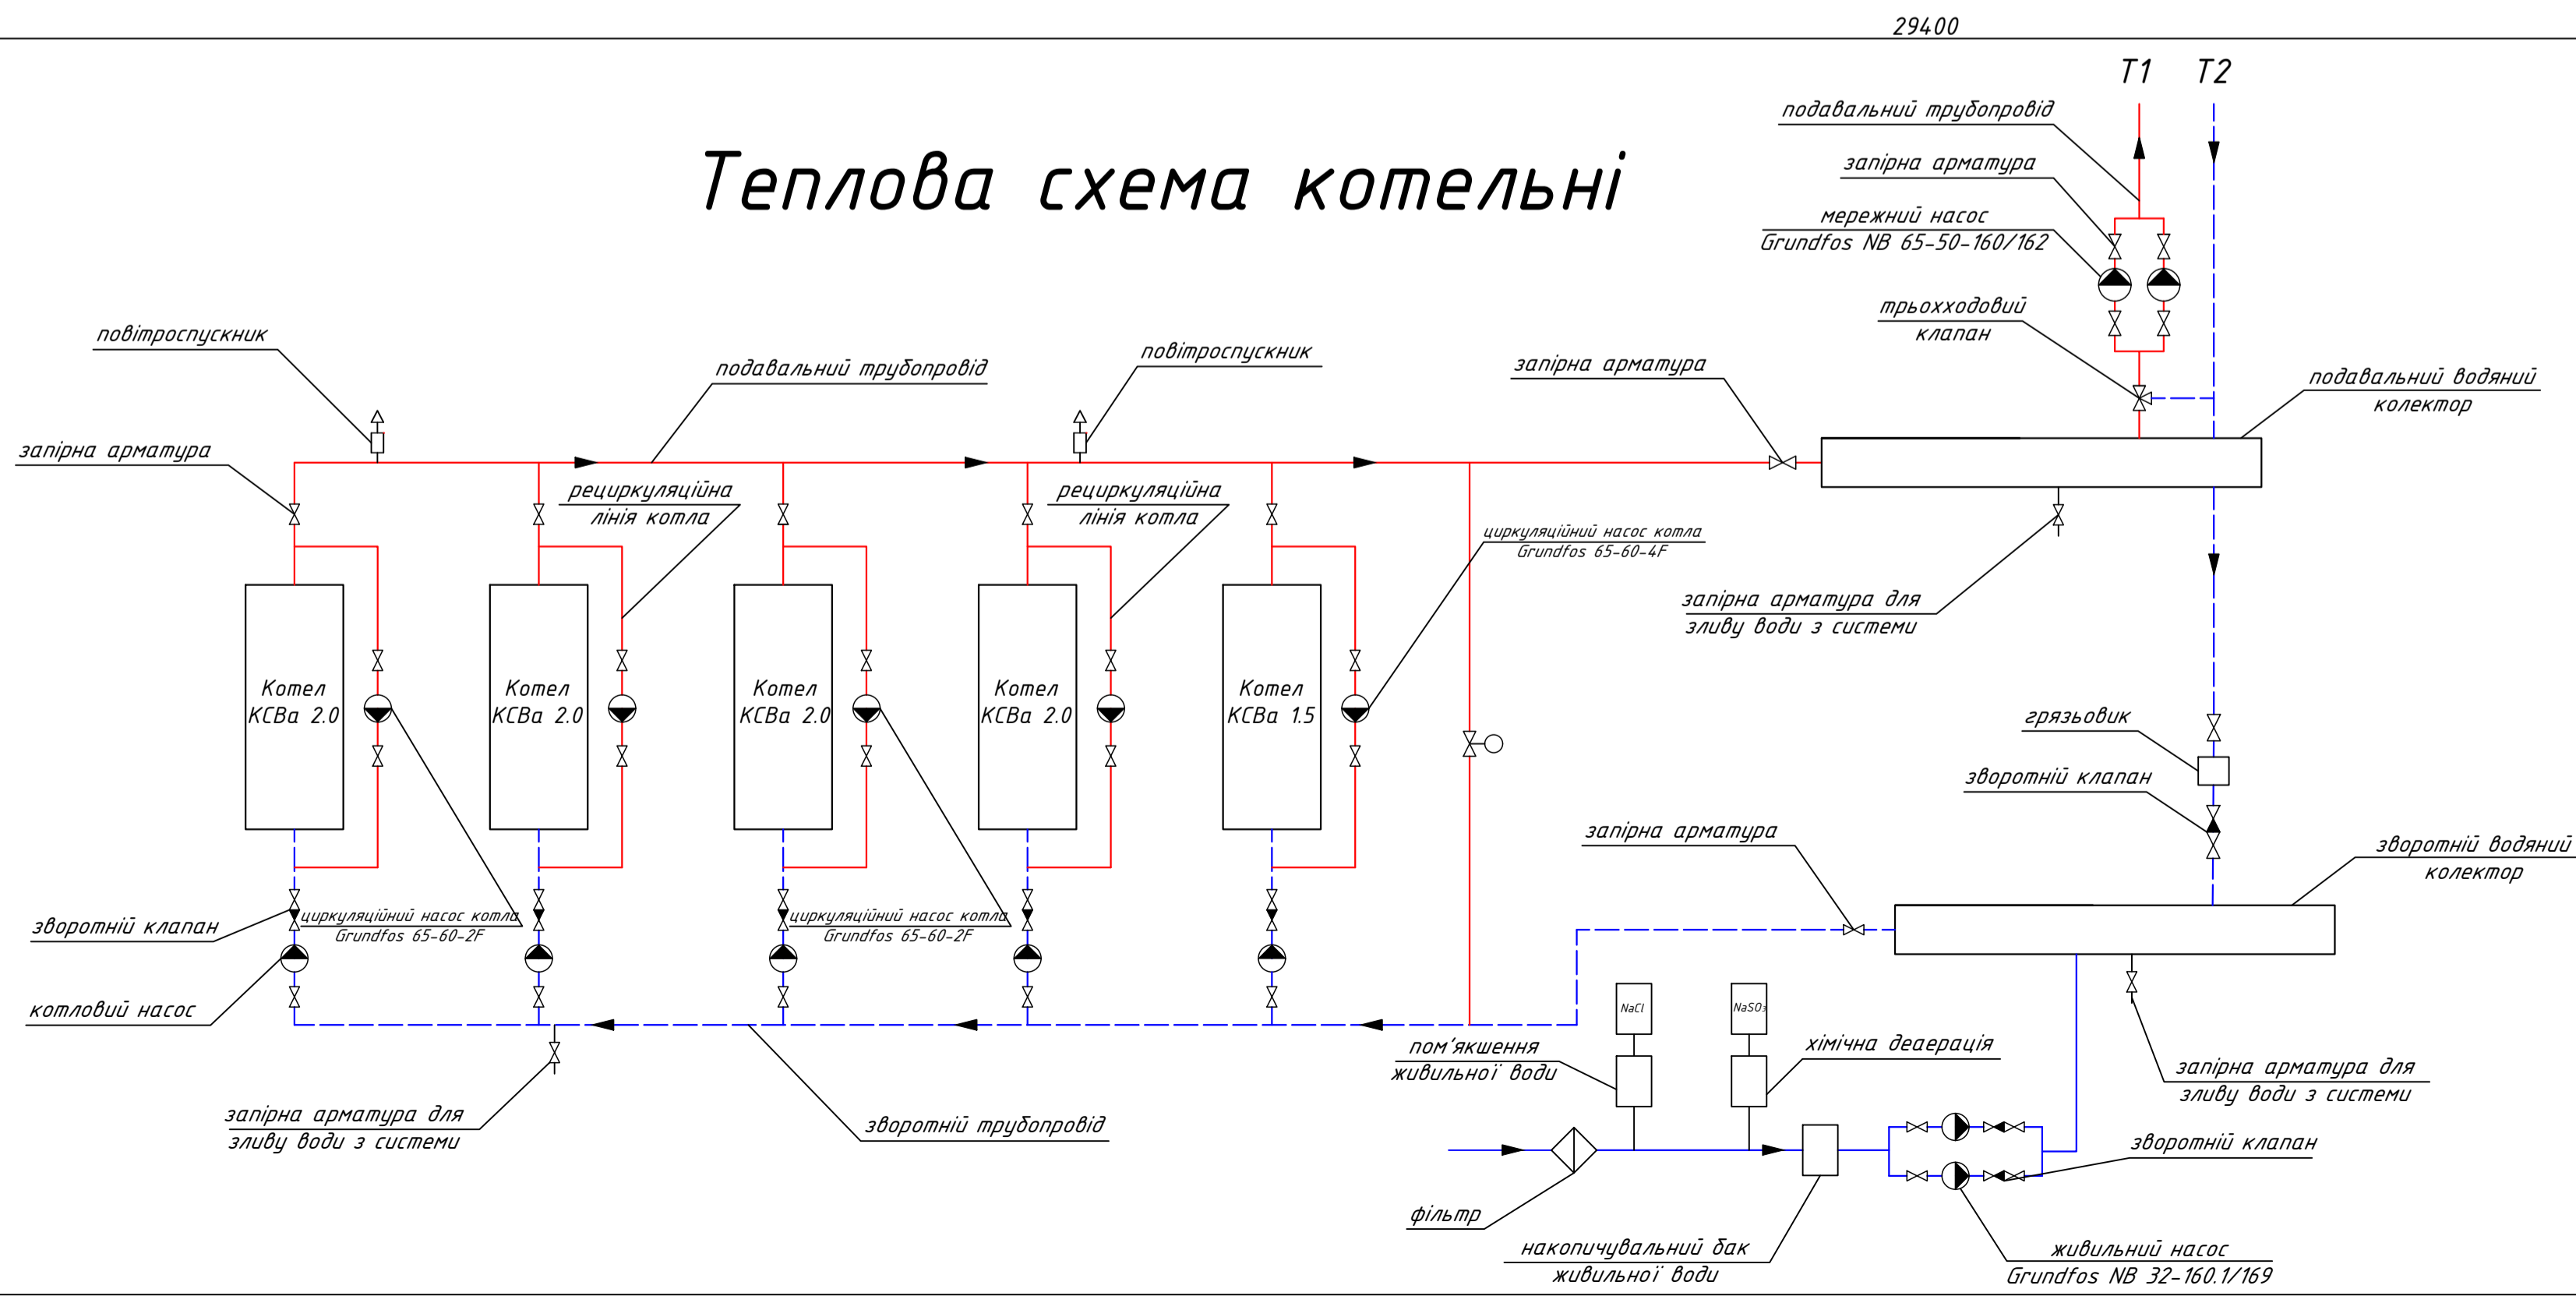 29400
Т1 Т2
Теплова схема котельні
подавальний трубопровід
запірна арматура
мережний насос
Grundfos NB 65-50-160/162
трьохходовий
клапан
подавальний водяний
колектор
повітроспускник
подавальний трубопровід
повітроспускник
запірна арматура
запірна арматура
рециркуляційна
лінія котла
рециркуляційна
лінія котла
циркуляційний насос котла
Grundfos 65-60-4F
запірна арматура для
зливу води з системи
Котел
КСВа 2.0
Котел
КСВа 2.0
Котел
КСВа 2.0
Котел
КСВа 2.0
Котел
КСВа 1.5
грязьовик
зворотній клапан
запірна арматура
зворотній водяний
колектор
зворотній клапан
циркуляційний насос котла
Grundfos 65-60-2F
циркуляційний насос котла
Grundfos 65-60-2F
котловий насос
NaCl
NaSO₃
пом'якшення
живильної води
хімічна деаерація
запірна арматура для
зливу води з системи
запірна арматура для
зливу води з системи
зворотній трубопровід
зворотній клапан
фільтр
накопичувальний бак
живильної води
живильний насос
Grundfos NB 32-160.1/169